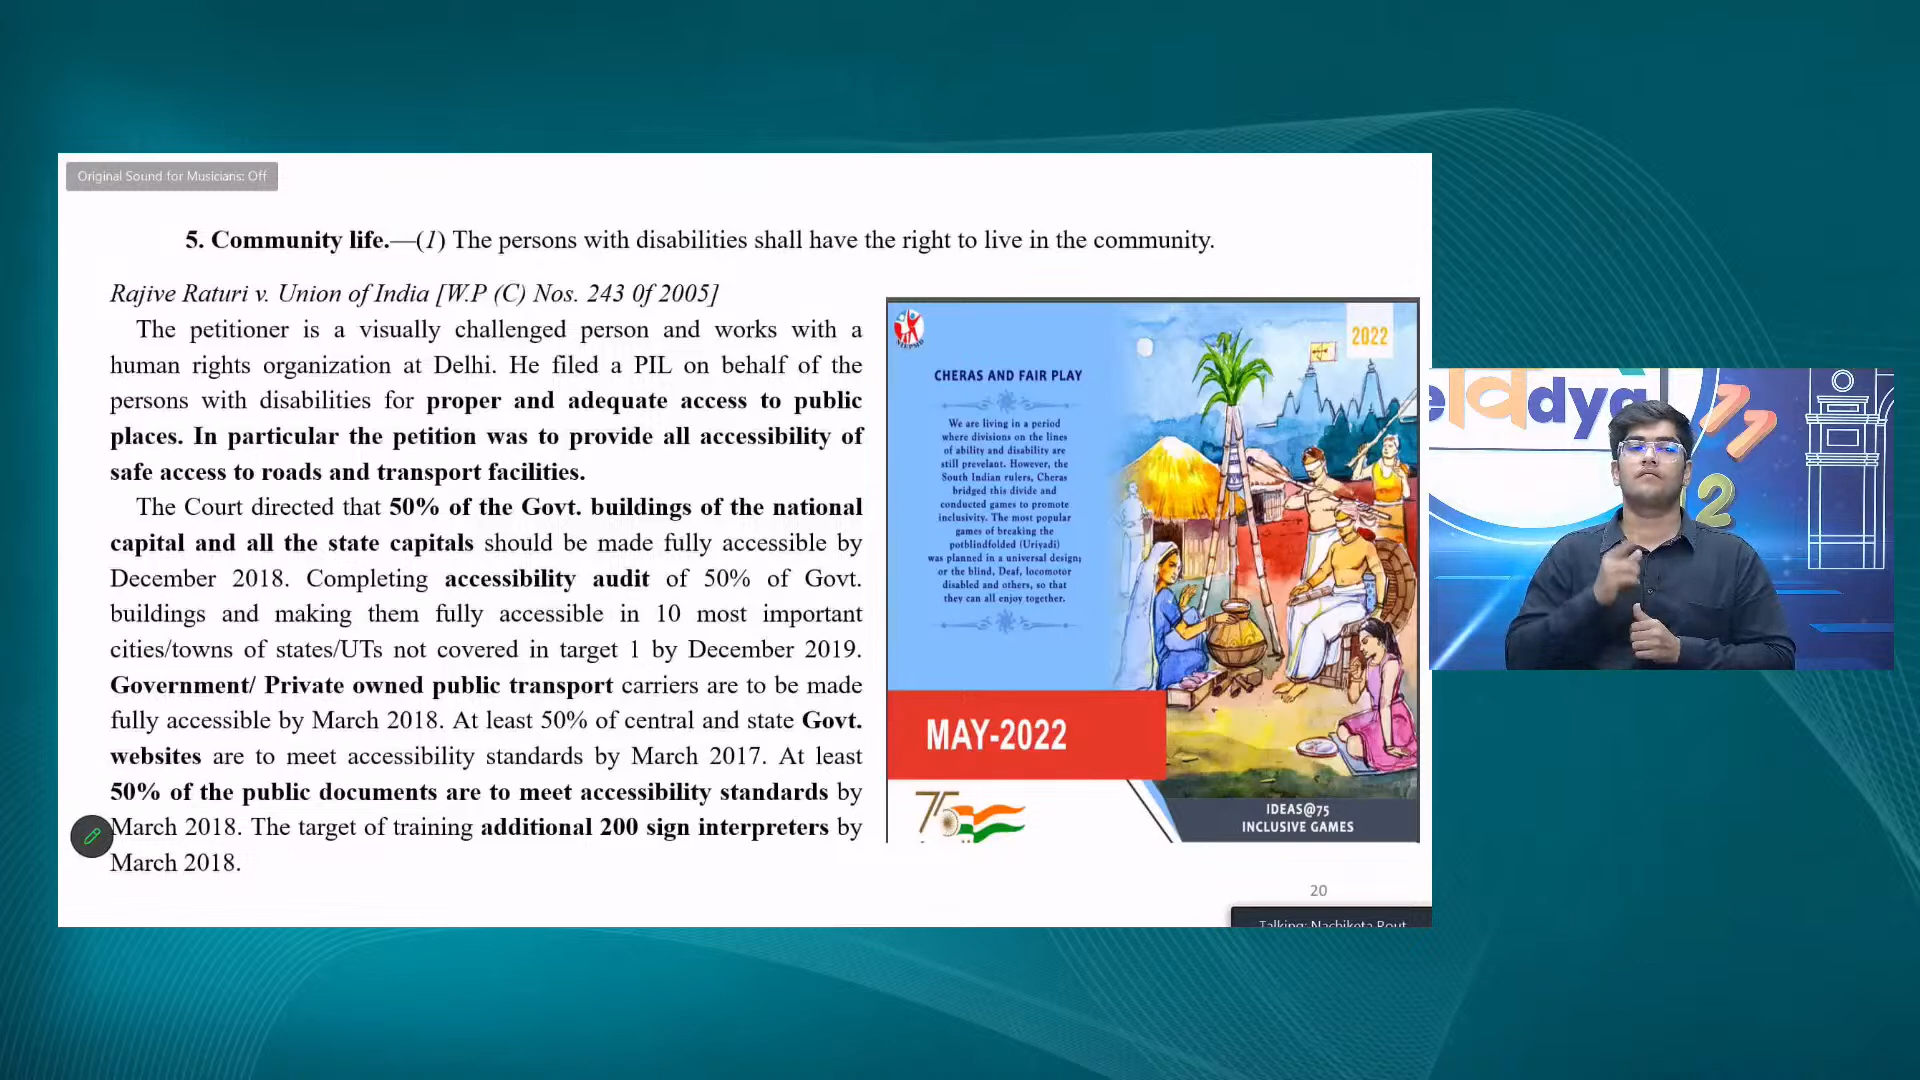 Original Sound for Musicians: Off
5. Community life.—(1) The persons with disabilities shall have the right to live in the community.
Rajive Raturi v. Union of India [W.P (C) Nos. 243 0f 2005]
The petitioner is a visually challenged person and works with a
human rights organization at Delhi. He filed a PIL on behalf of the
persons with disabilities for proper and adequate access to public
places. In particular the petition was to provide all accessibility of
safe access to roads and transport facilities.
The Court directed that 50% of the Govt. buildings of the national
capital and all the state capitals should be made fully accessible by
December 2018. Completing accessibility audit of 50% of Govt.
buildings and making them fully accessible in 10 most important
cities/towns of states/UTs not covered in target 1 by December 2019.
Government/ Private owned public transport carriers are to be made
fully accessible by March 2018. At least 50% of central and state Govt.
websites are to meet accessibility standards by March 2017. At least
50% of the public documents are to meet accessibility standards by
March 2018. The target of training additional 200 sign interpreters by
March 2018.
2022
CHERAS AND FAIR PLAY
We are living in a period
where divisions on the lines
of ability and disability are
still prevelant. However, the
South Indian rulers, Cheras
bridged this divide and
conducted games to promote
inclusivity. The most popular
games of breaking the
potblindfolded (Uriyadi)
was planned in a universal design;
or the blind, Deaf, locomotor
disabled and others, so that
they can all enjoy together.
MAY-2022
75
IDEAS@75
INCLUSIVE GAMES
20
Talking: Nachiketa Rout
dya
2